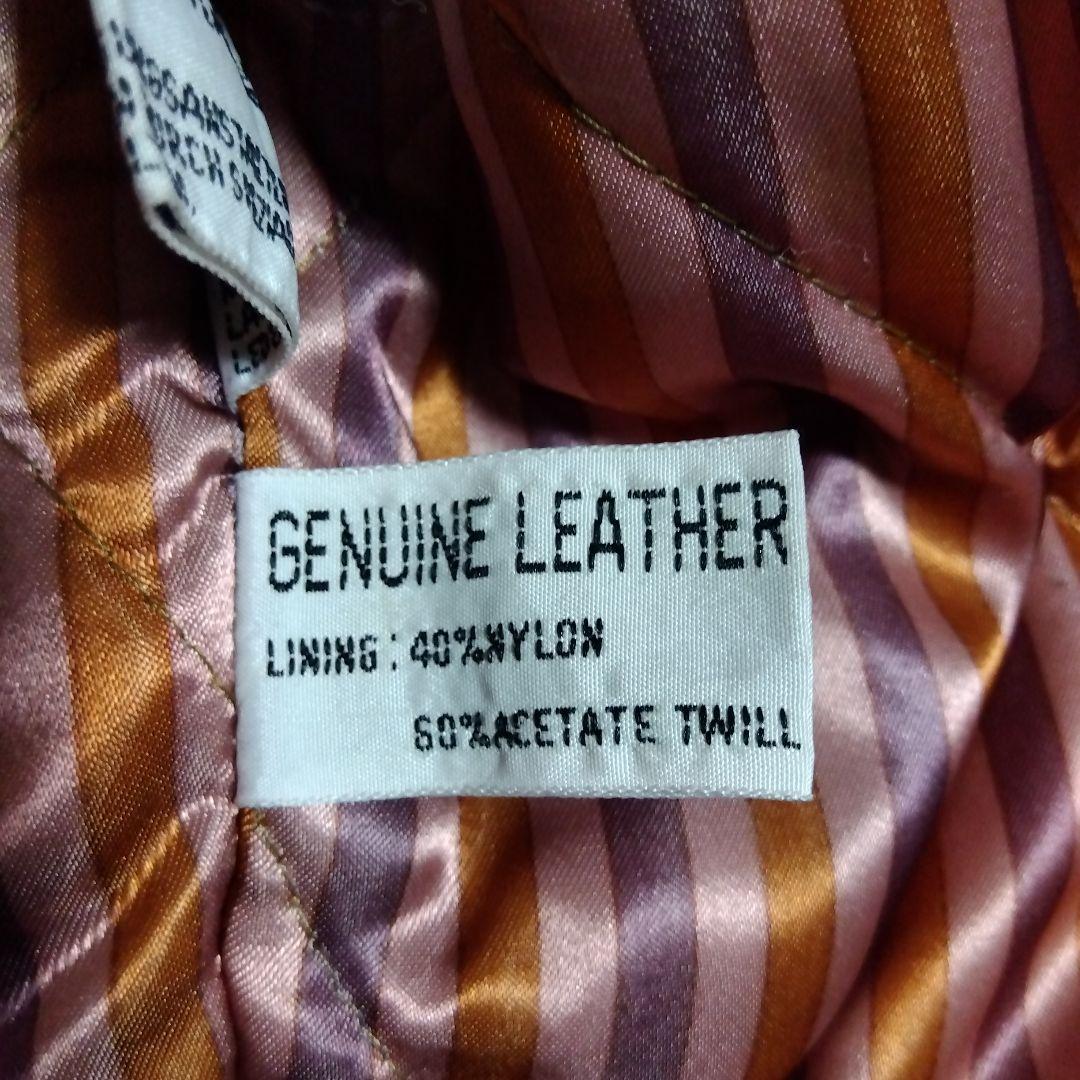 GENUINE LEATHER
LINING : 40%NYLON
60%ACETATE TWILL